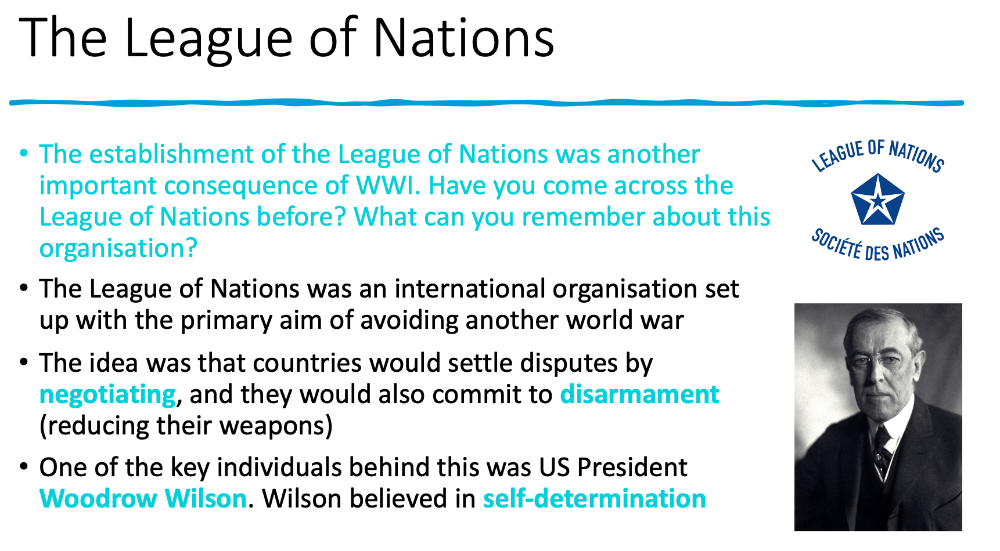 The League of Nations
• The establishment of the League of Nations was another
important consequence of WWI. Have you come across the
League of Nations before? What can you remember about this
organisation?
• The League of Nations was an international organisation set
up with the primary aim of avoiding another world war
• The idea was that countries would settle disputes by
negotiating, and they would also commit to disarmament
(reducing their weapons)
• One of the key individuals behind this was US President
Woodrow Wilson. Wilson believed in self-determination
LEAGUE OF NATIONS
SOCIÉTÉ DES NATIONS